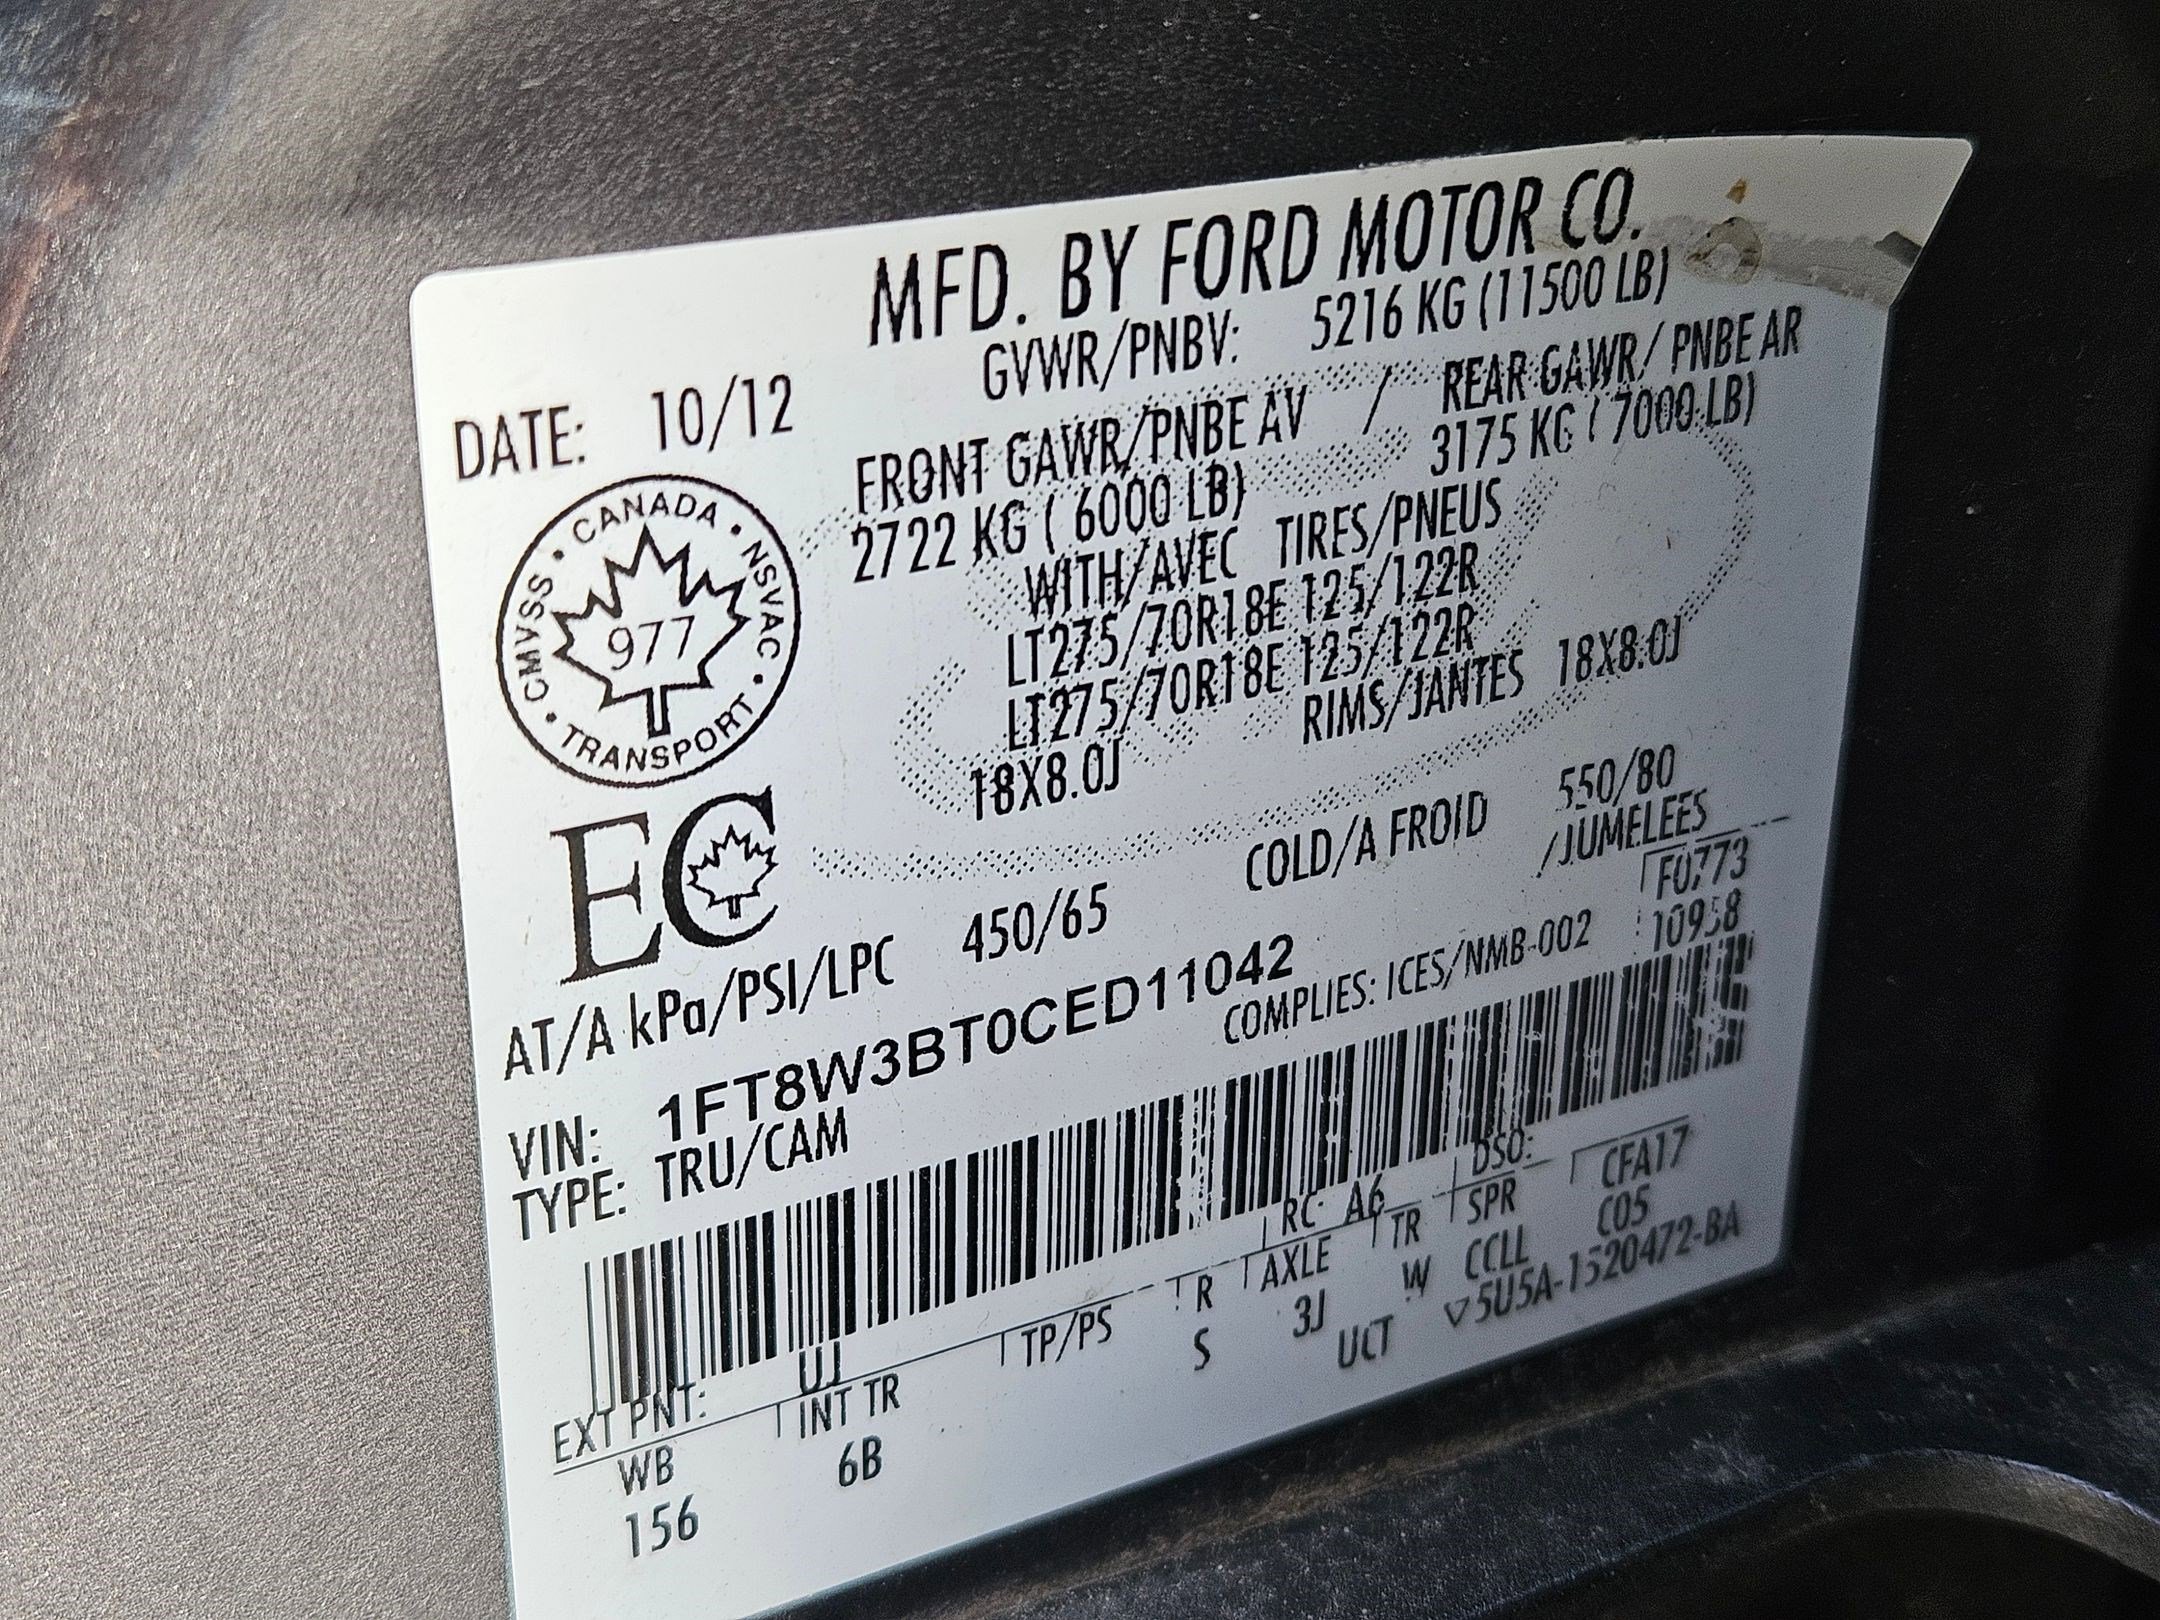 MFD. BY FORD MOTOR CO.
DATE: 10/12
GVWR/PNBV: 5216 KG (11500 LB)
FRONT GAWR/PNBE AV / REAR GAWR/ PNBE AR
2722 KG ( 6000 LB) 3175 KG ( 7000 LB)
WITH/AVEC TIRES/PNEUS
LT275/70R18E 125/122R
LT275/70R18E 125/122R
RIMS/JANTES 18X8.0J
18X8.0J
CANADA • NSVAC • TRANSPORT • CMVSS •
977
EC
AT/A kPa/PSI/LPC 450/65 COLD/A FROID 550/80
/JUMELEES
VIN: 1FT8W3BT0CED11042
F0773
TYPE: TRU/CAM COMPLIES: ICES/NMB-002 10958
EXT PNT: UJ RC: A6 DSO:
WB INT TR TP/PS R AXLE TR SPR CFA17
156 6B S 3J W CCLL C05
UCT ▽5U5A-1520472-BA